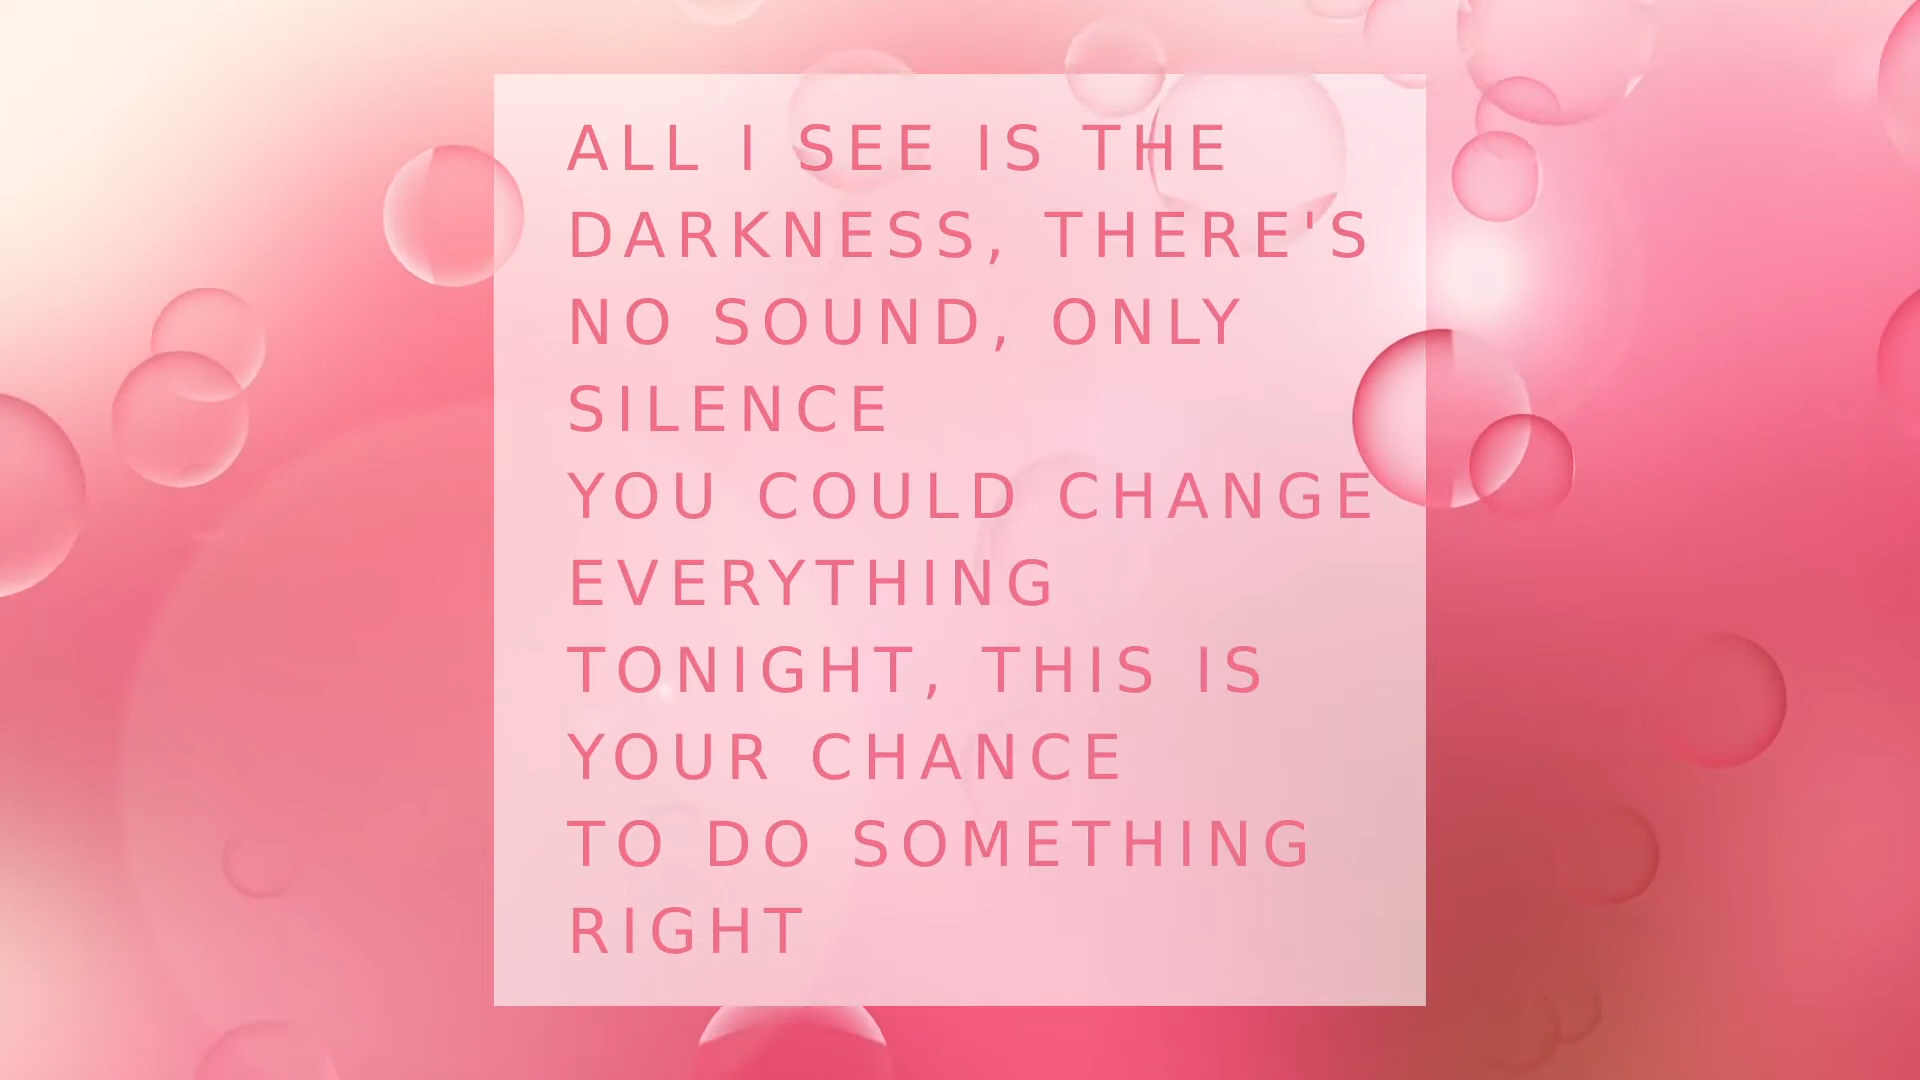 ALL I SEE IS THE
DARKNESS, THERE'S
NO SOUND, ONLY
SILENCE
YOU COULD CHANGE
EVERYTHING
TONIGHT, THIS IS
YOUR CHANCE
TO DO SOMETHING
RIGHT